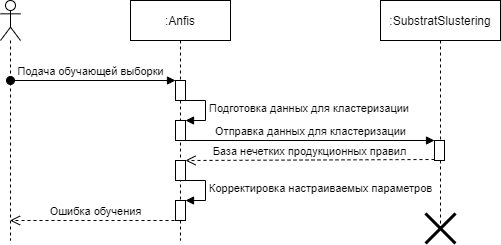 :Anfis
:SubstratSlustering
Подача обучающей выборки
Подготовка данных для кластеризации
Отправка данных для кластеризации
База нечетких продукционных правил
Корректировка настраиваемых параметров
Ошибка обучения